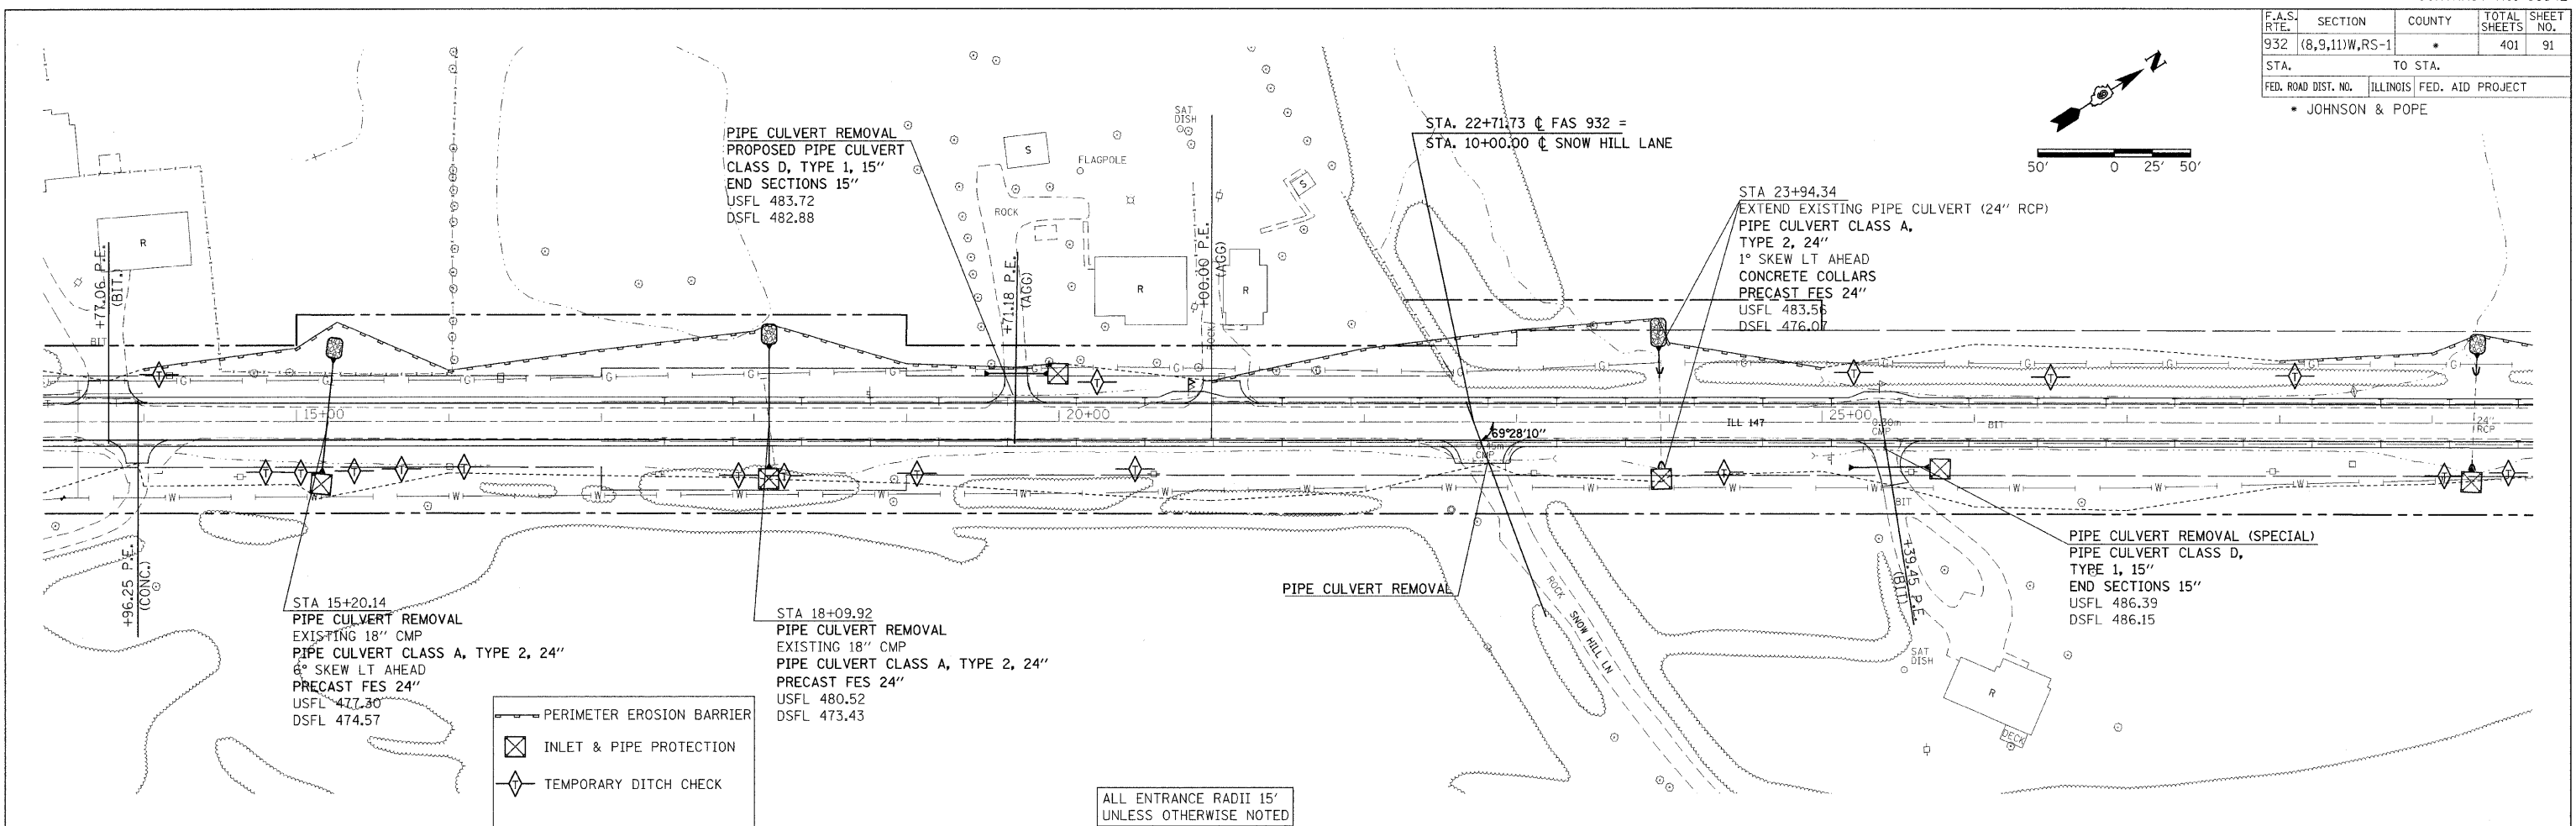 F.A.S. RTE. SECTION COUNTY TOTAL SHEETS SHEET NO.
932 (8,9,11)W,RS-1 * 401 91
STA. TO STA.
FED. ROAD DIST. NO. ILLINOIS FED. AID PROJECT
* JOHNSON & POPE
N
50' 0 25' 50'
PIPE CULVERT REMOVAL
PROPOSED PIPE CULVERT
CLASS D, TYPE 1, 15"
END SECTIONS 15"
USFL 483.72
DSFL 482.88
SAT
DISH
S
FLAGPOLE
ROCK
S
R
R
R
STA. 22+71.73 ℄ FAS 932 =
STA. 10+00.00 ℄ SNOW HILL LANE
STA 23+94.34
EXTEND EXISTING PIPE CULVERT (24" RCP)
PIPE CULVERT CLASS A,
TYPE 2, 24"
1° SKEW LT AHEAD
CONCRETE COLLARS
PRECAST FES 24"
USFL 483.56
DSFL 476.07
+77.06 P.E.
(BIT.)
BIT
+71.18 P.E.
(AGG)
+00.00 P.E.
(AGG)
ROCK
G G G G G G G G G G G
15+00
20+00
25+00
ILL 147
BIT
24"
RCP
CMP
69°28'10"
CMP
W W W W W W W W W W W W W
BIT
+96.25 P.E.
(CONC.)
+39.45 P.E.
(BIT)
STA 15+20.14
PIPE CULVERT REMOVAL
EXISTING 18" CMP
PIPE CULVERT CLASS A, TYPE 2, 24"
6° SKEW LT AHEAD
PRECAST FES 24"
USFL 477.30
DSFL 474.57
STA 18+09.92
PIPE CULVERT REMOVAL
EXISTING 18" CMP
PIPE CULVERT CLASS A, TYPE 2, 24"
PRECAST FES 24"
USFL 480.52
DSFL 473.43
PIPE CULVERT REMOVAL
ROCK
SNOW HILL LN
PIPE CULVERT REMOVAL (SPECIAL)
PIPE CULVERT CLASS D,
TYPE 1, 15"
END SECTIONS 15"
USFL 486.39
DSFL 486.15
SAT
DISH
R
DECK
PERIMETER EROSION BARRIER
INLET & PIPE PROTECTION
T TEMPORARY DITCH CHECK
ALL ENTRANCE RADII 15'
UNLESS OTHERWISE NOTED